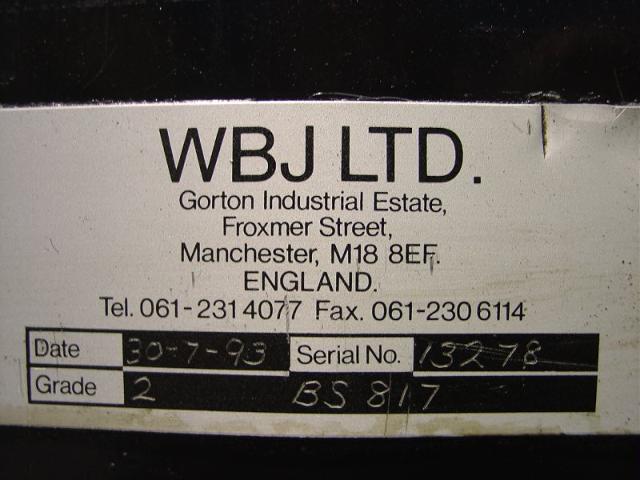 WBJ LTD.
Gorton Industrial Estate,
Froxmer Street,
Manchester, M18 8EF.
ENGLAND.
Tel. 061-231 4077 Fax. 061-230 6114
Date 30-7-93 Serial No. 13278
Grade 2 BS 817